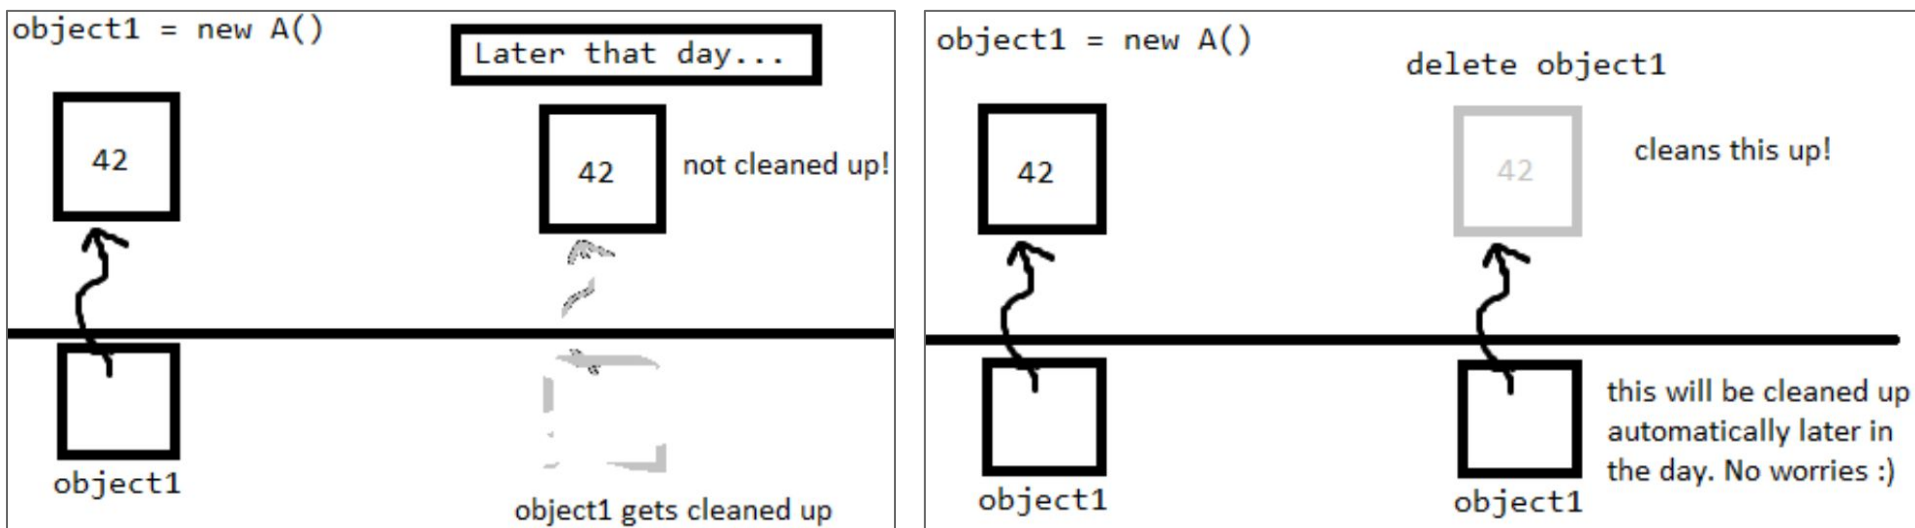 object1 = new A()
Later that day...
42
42
not cleaned up!
object1
object1 gets cleaned up
object1 = new A()
delete object1
42
42
cleans this up!
object1
object1
this will be cleaned up
automatically later in
the day. No worries :)